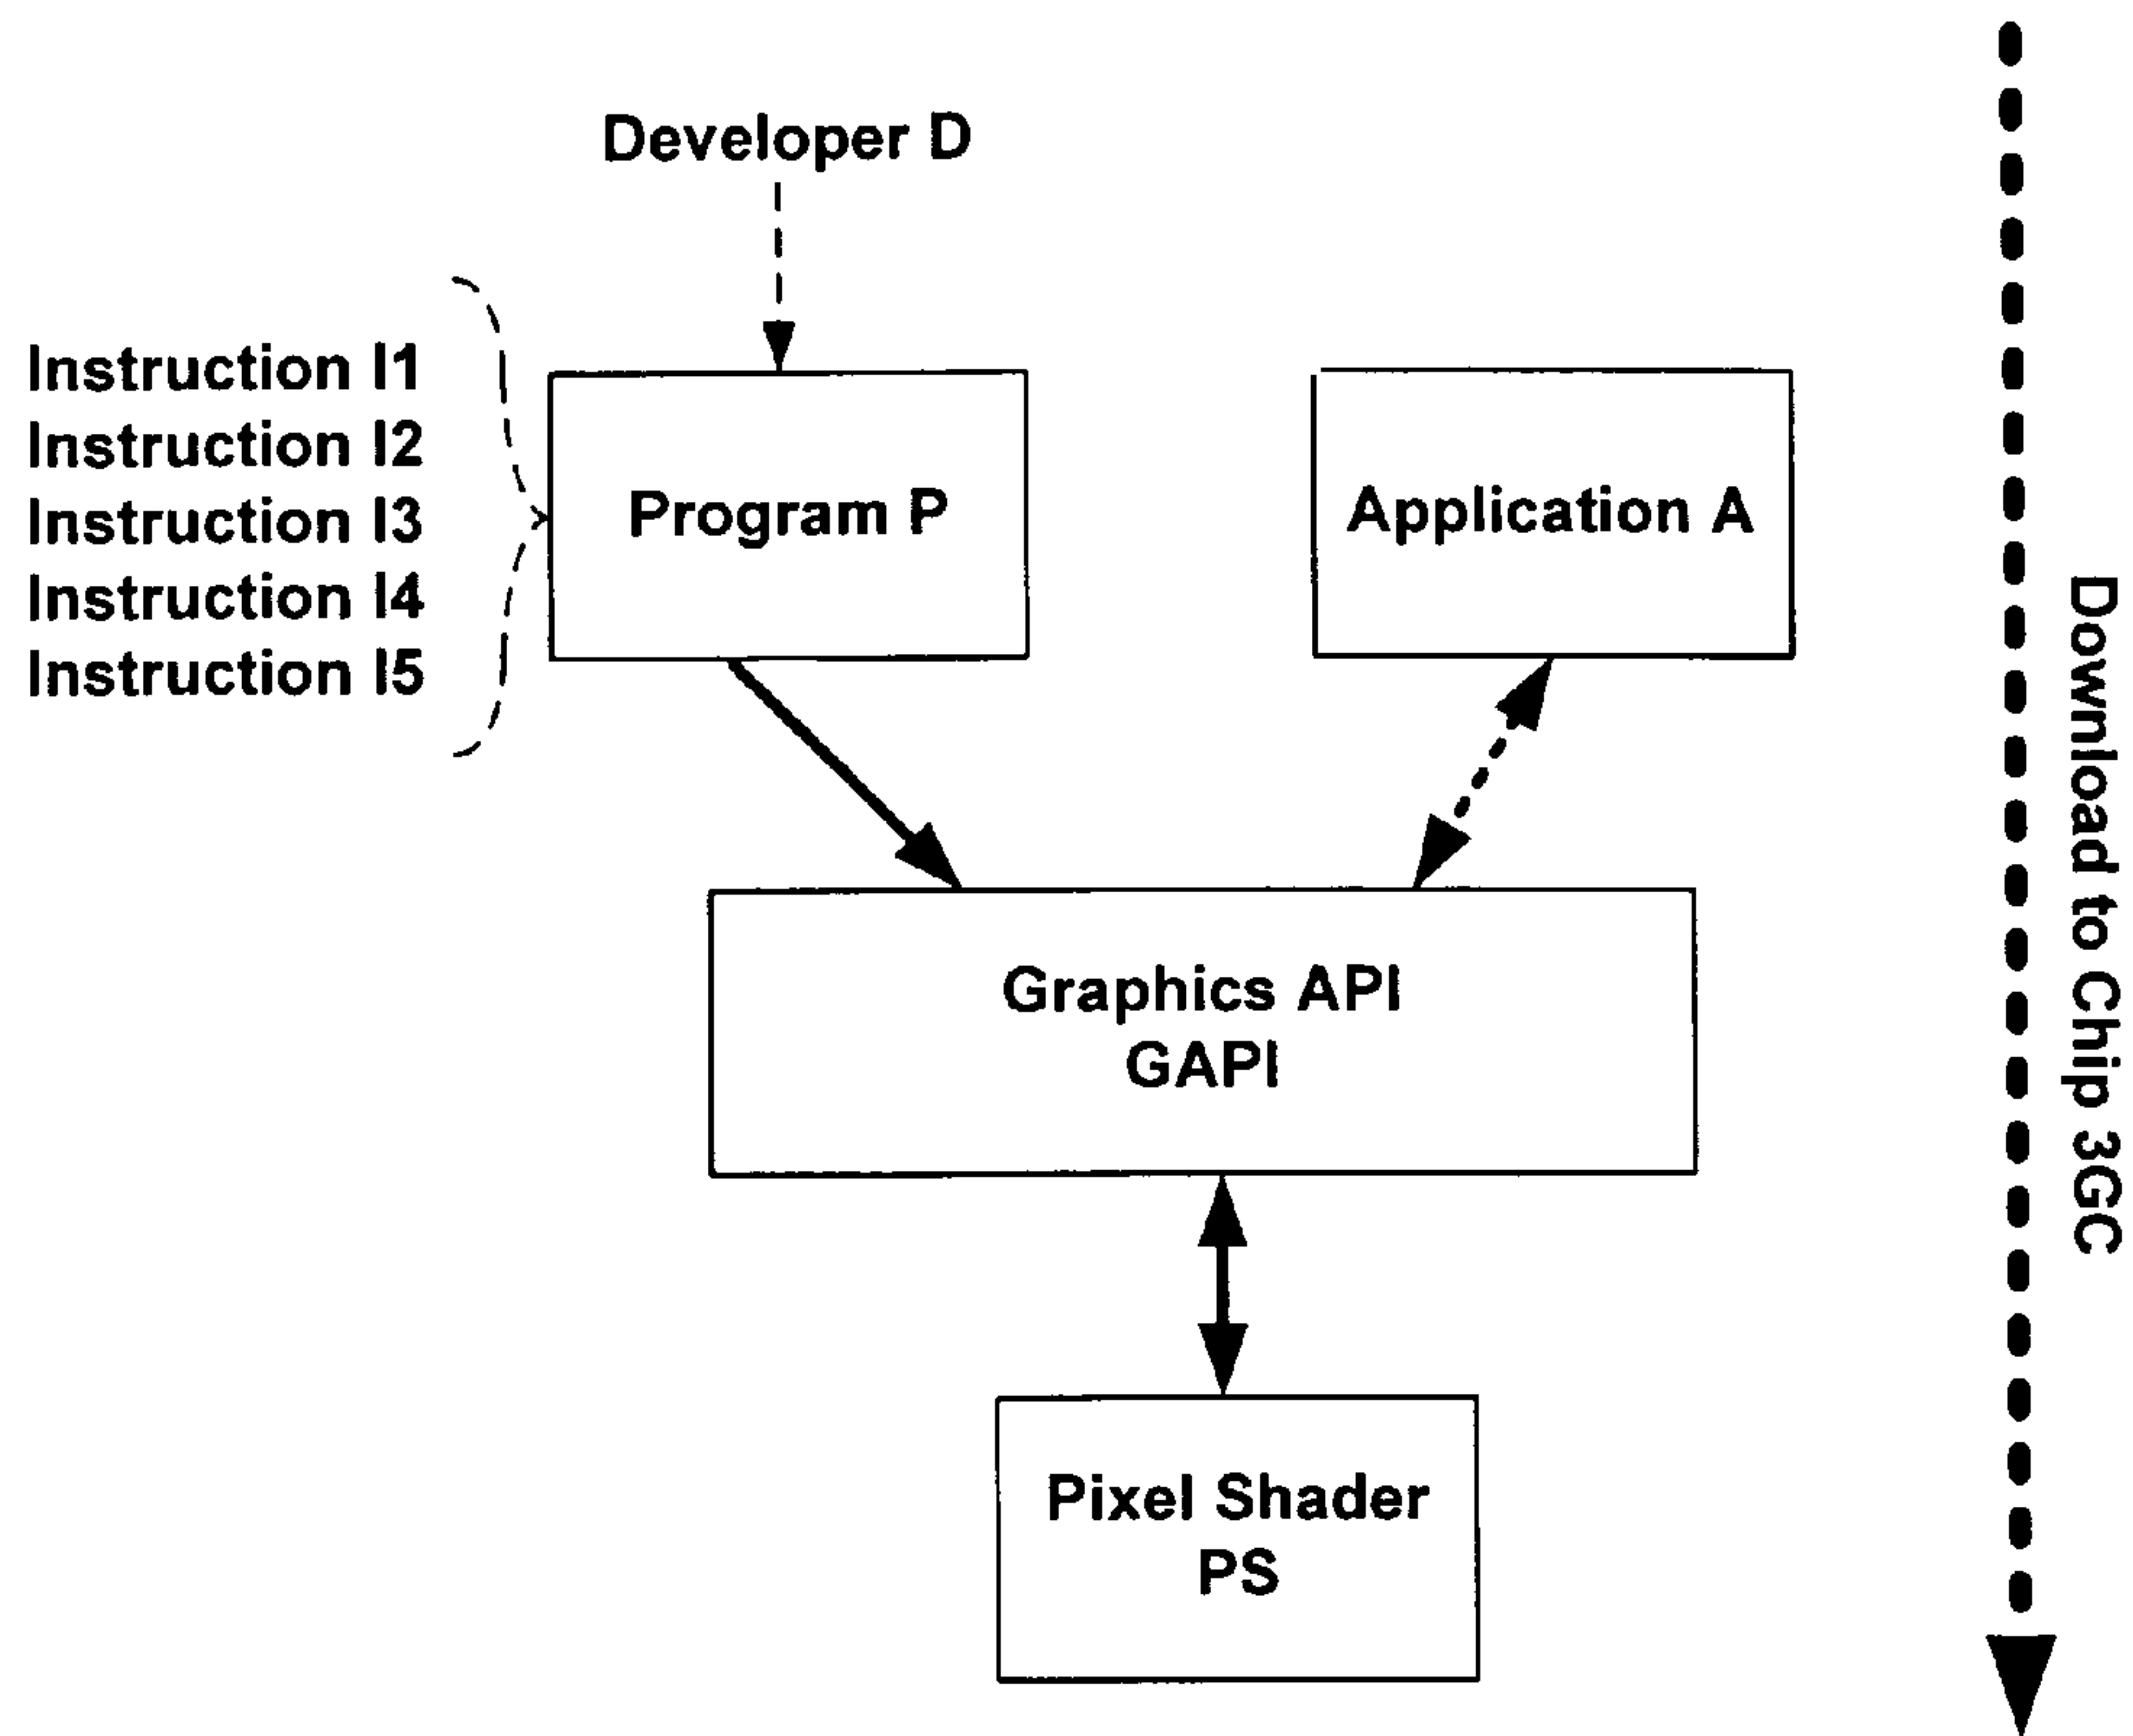 Developer D
Instruction I1
Instruction I2
Instruction I3
Instruction I4
Instruction I5
Program P
Application A
Graphics API
GAPI
Pixel Shader
PS
Download to Chip 3GC